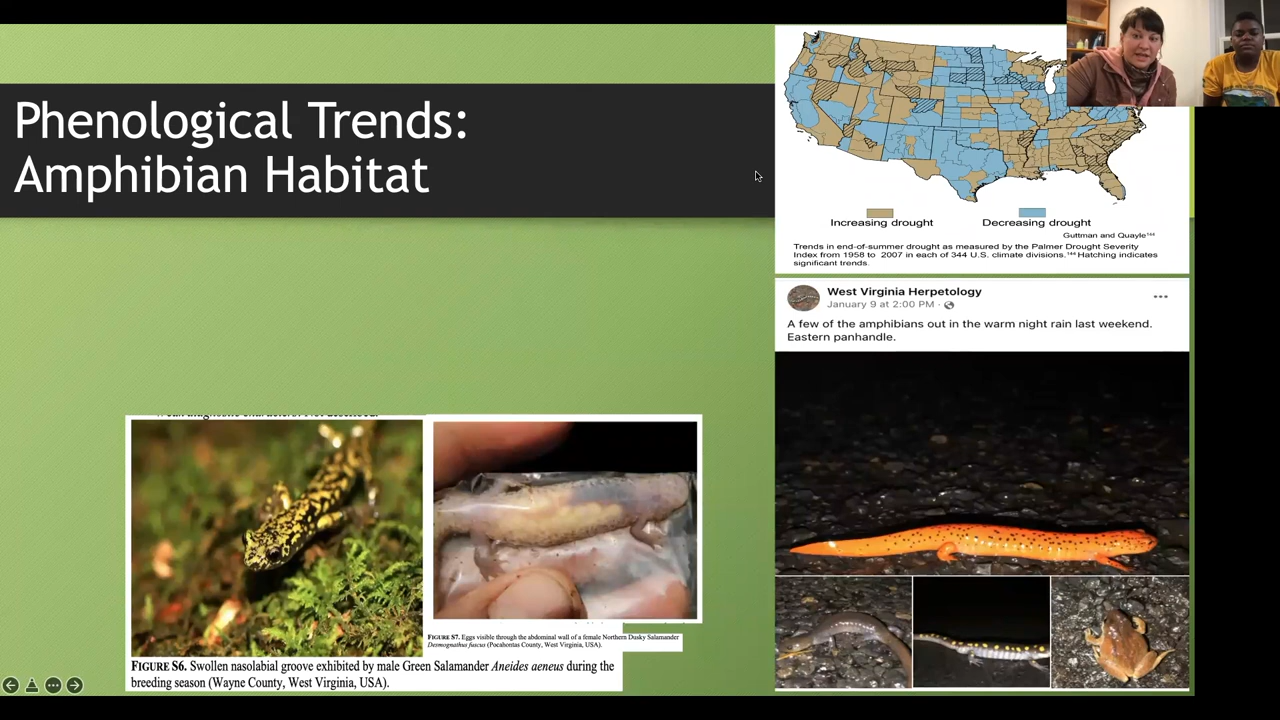 Phenological Trends:
Amphibian Habitat
Increasing drought
Decreasing drought
Guttman and Quayle¹⁴⁴
Trends in end-of-summer drought as measured by the Palmer Drought Severity
Index from 1958 to 2007 in each of 344 U.S. climate divisions.¹⁴⁴ Hatching indicates
significant trends.
West Virginia Herpetology
January 9 at 2:00 PM ·
A few of the amphibians out in the warm night rain last weekend.
Eastern panhandle.
FIGURE S7. Eggs visible through the abdominal wall of a female Northern Dusky Salamander
Desmognathus fuscus (Pocahontas County, West Virginia, USA).
FIGURE S6. Swollen nasolabial groove exhibited by male Green Salamander Aneides aeneus during the
breeding season (Wayne County, West Virginia, USA).